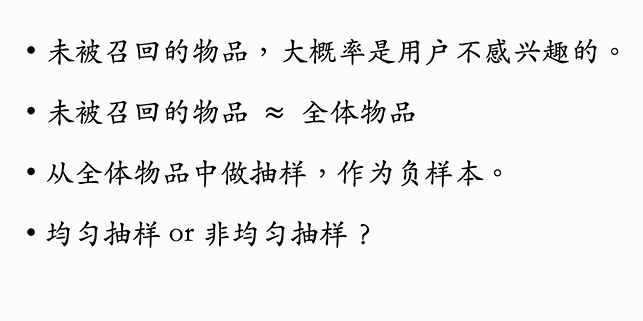 • 未被召回的物品，大概率是用户不感兴趣的。
• 未被召回的物品 ≈ 全体物品
• 从全体物品中做抽样，作为负样本。
• 均匀抽样 or 非均匀抽样？